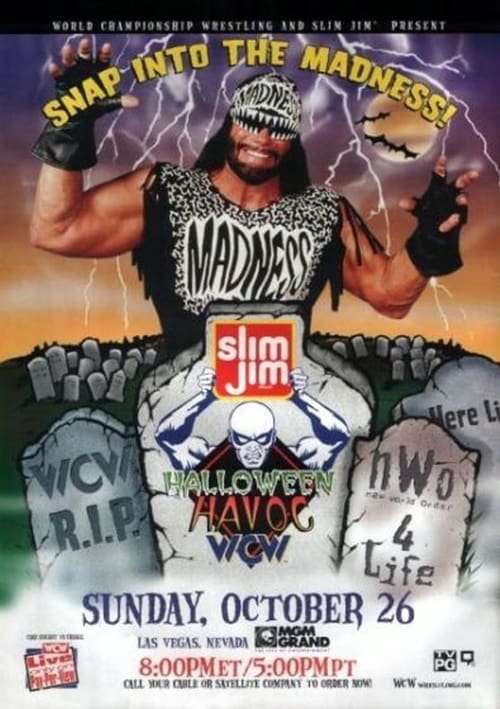 WORLD CHAMPIONSHIP WRESTLING AND SLIM JIM® PRESENT
SNAP INTO THE MADNESS!
MADNESS
MADNESS
slim
jim
Here Li
WCW
R.I.P.
HALLOWEEN
HAVOC
WCW
nWo
new world order
4
Life
SUNDAY, OCTOBER 26
LAS VEGAS, NEVADA MGM
GRAND
8:00PM ET/5:00PM PT
CALL YOUR CABLE OR SATELLITE COMPANY TO ORDER NOW!
WCW
Live
Pay-Per-View
TV
PG
WCW WRESTLING.COM